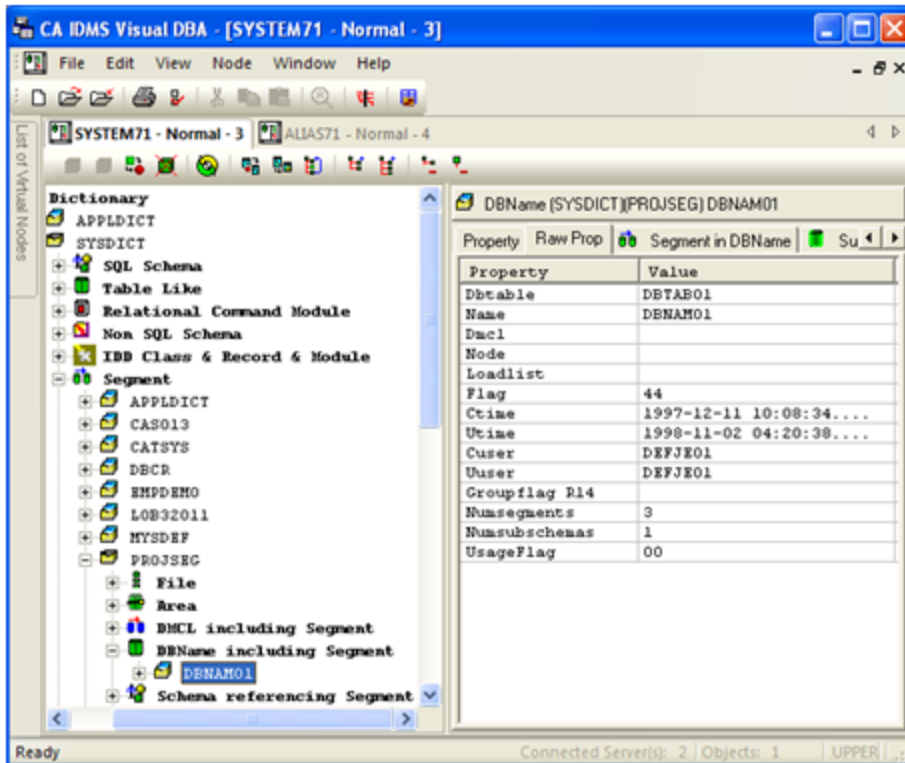 CA IDMS Visual DBA - [SYSTEM71 - Normal - 3]
File Edit View Node Window Help
List of Virtual Nodes
SYSTEM71 - Normal - 3 ALIAS71 - Normal - 4
Dictionary
APPLDICT
SYSDICT
SQL Schema
Table Like
Relational Command Module
Non SQL Schema
IDD Class & Record & Module
Segment
APPLDICT
CAS013
CATSYS
DBCR
EMPDEMO
LOB32011
MYSDEF
PROJSEG
File
Area
DMCL including Segment
DBName including Segment
DBNAM01
Schema referencing Segment
DBName (SYSDICT)(PROJSEG) DBNAM01
Property Raw Prop Segment in DBName Su
Property Value
Dbtable DBTAB01
Name DBNAM01
Dmcl
Node
Loadlist
Flag 44
Ctime 1997-12-11 10:08:34....
Utime 1998-11-02 04:20:38....
Cuser DEFJE01
Uuser DEFJE01
Groupflag R14
Numsegments 3
Numsubschemas 1
UsageFlag 00
Ready Connected Server(s): 2 Objects: 1 UPPER